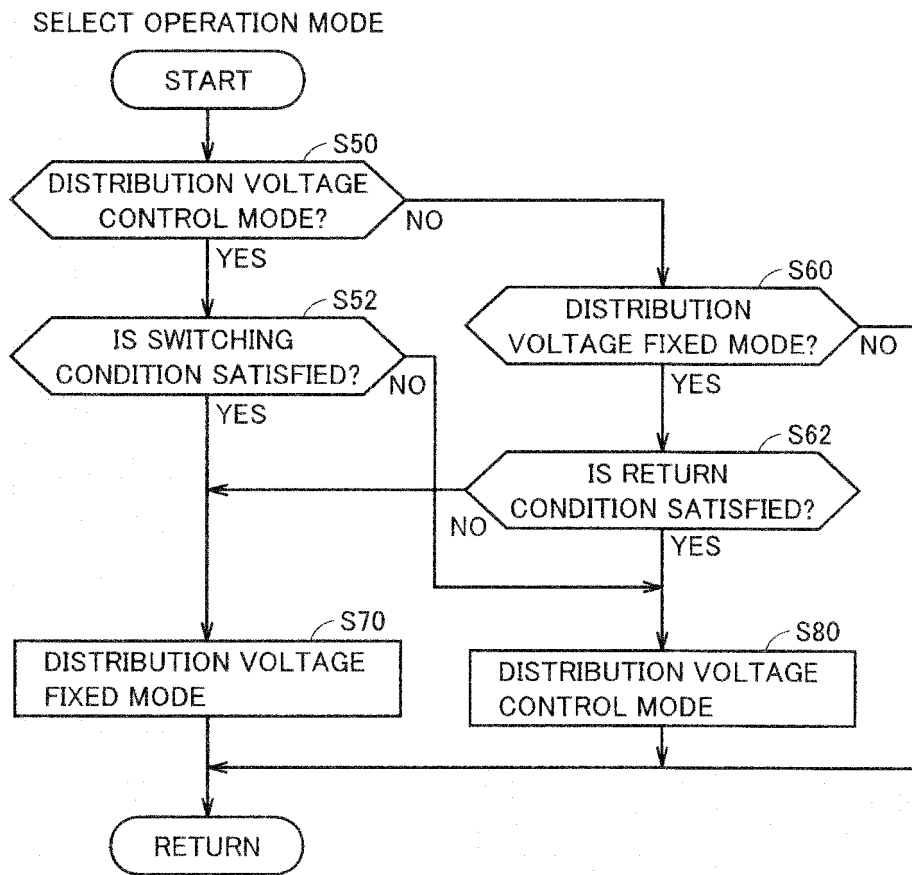 SELECT OPERATION MODE
START
S50
DISTRIBUTION VOLTAGE
CONTROL MODE?
NO
YES
S52
IS SWITCHING
CONDITION SATISFIED?
NO
YES
S60
DISTRIBUTION
VOLTAGE FIXED MODE?
NO
YES
S62
IS RETURN
CONDITION SATISFIED?
NO
YES
S70
DISTRIBUTION VOLTAGE
FIXED MODE
S80
DISTRIBUTION VOLTAGE
CONTROL MODE
RETURN